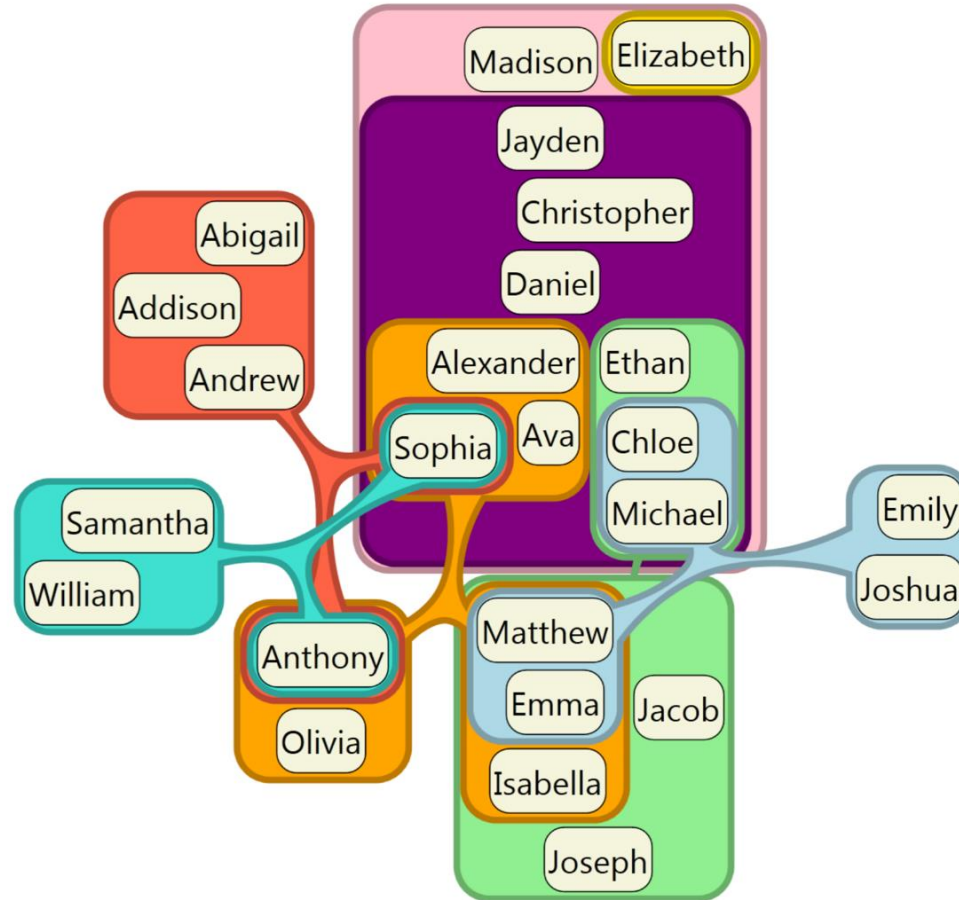 Madison
Elizabeth
Jayden
Christopher
Abigail
Daniel
Addison
Alexander
Ethan
Andrew
Sophia
Ava
Chloe
Samantha
Michael
Emily
William
Joshua
Anthony
Matthew
Emma
Jacob
Olivia
Isabella
Joseph